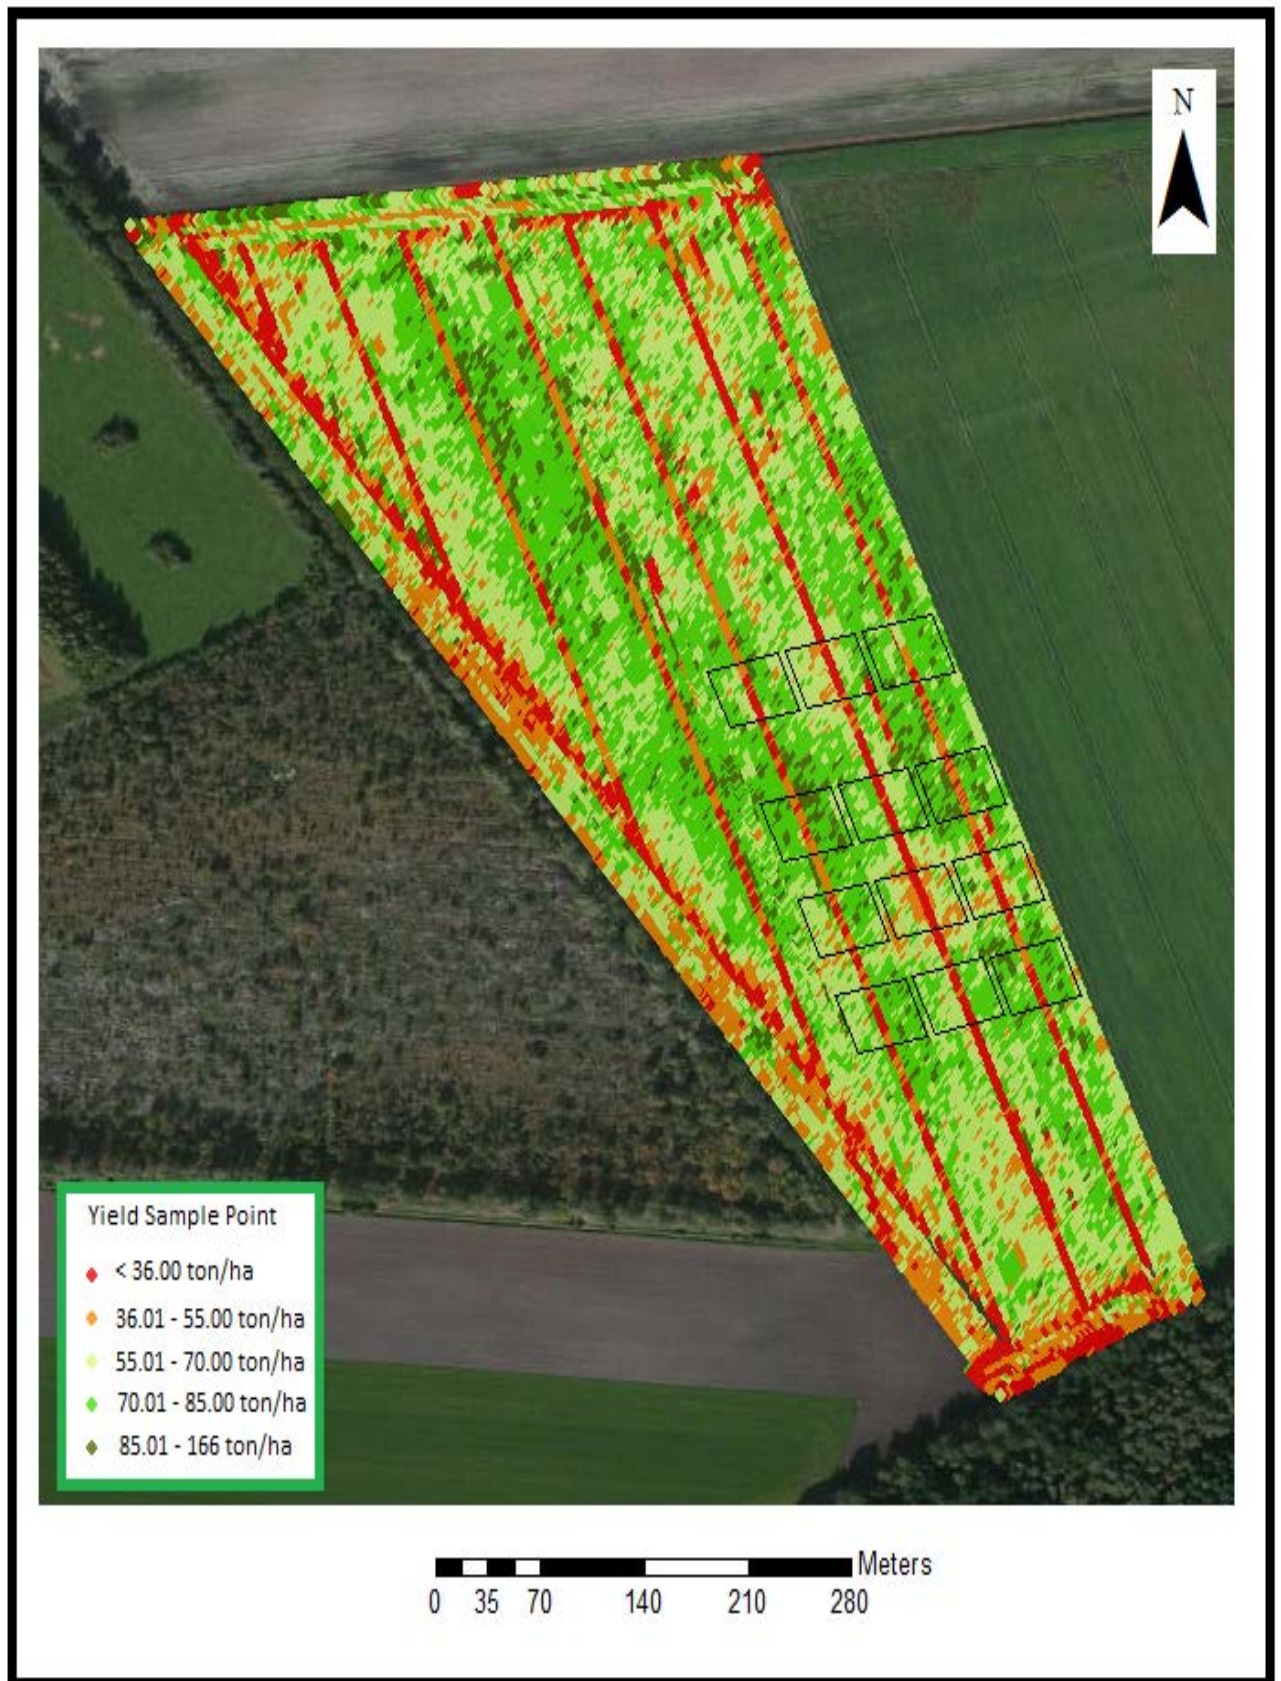 N
Yield Sample Point
< 36.00 ton/ha
36.01 - 55.00 ton/ha
55.01 - 70.00 ton/ha
70.01 - 85.00 ton/ha
85.01 - 166 ton/ha
Meters
0 35 70 140 210 280